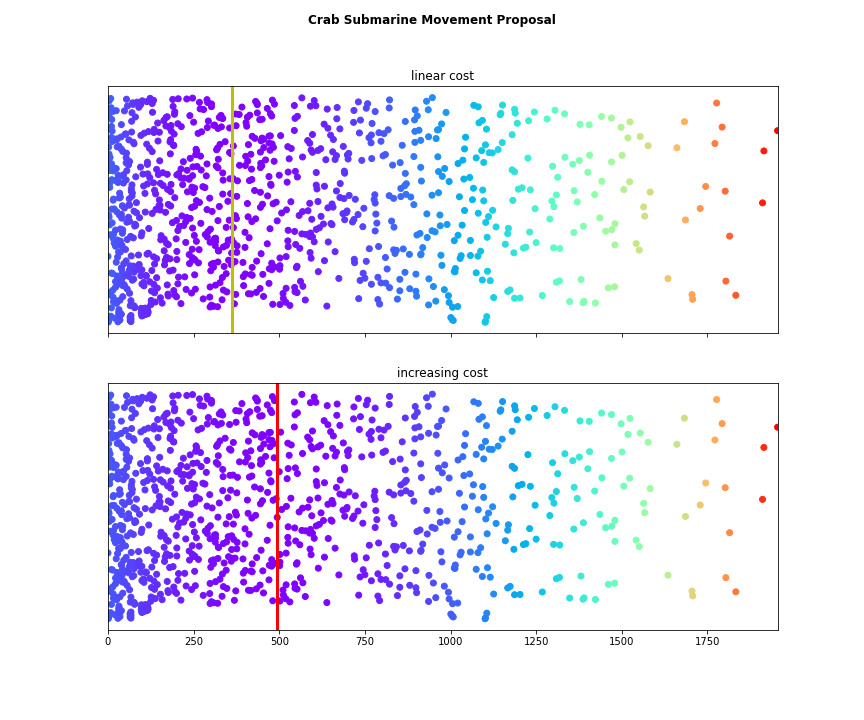 Crab Submarine Movement Proposal
linear cost
increasing cost
0 250 500 750 1000 1250 1500 1750